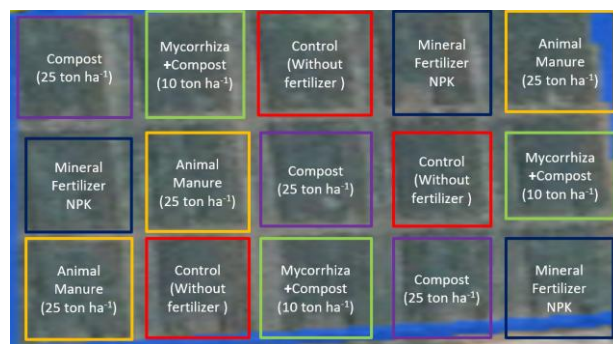 Compost
(25 ton ha⁻¹)
Mycorrhiza
+Compost
(10 ton ha⁻¹)
Control
(Without
fertilizer )
Mineral
Fertilizer
NPK
Animal
Manure
(25 ton ha⁻¹)
Mineral
Fertilizer
NPK
Animal
Manure
(25 ton ha⁻¹)
Compost
(25 ton ha⁻¹)
Control
(Without
fertilizer )
Mycorrhiza
+Compost
(10 ton ha⁻¹)
Animal
Manure
(25 ton ha⁻¹)
Control
(Without
fertilizer )
Mycorrhiza
+Compost
(10 ton ha⁻¹)
Compost
(25 ton ha⁻¹)
Mineral
Fertilizer
NPK